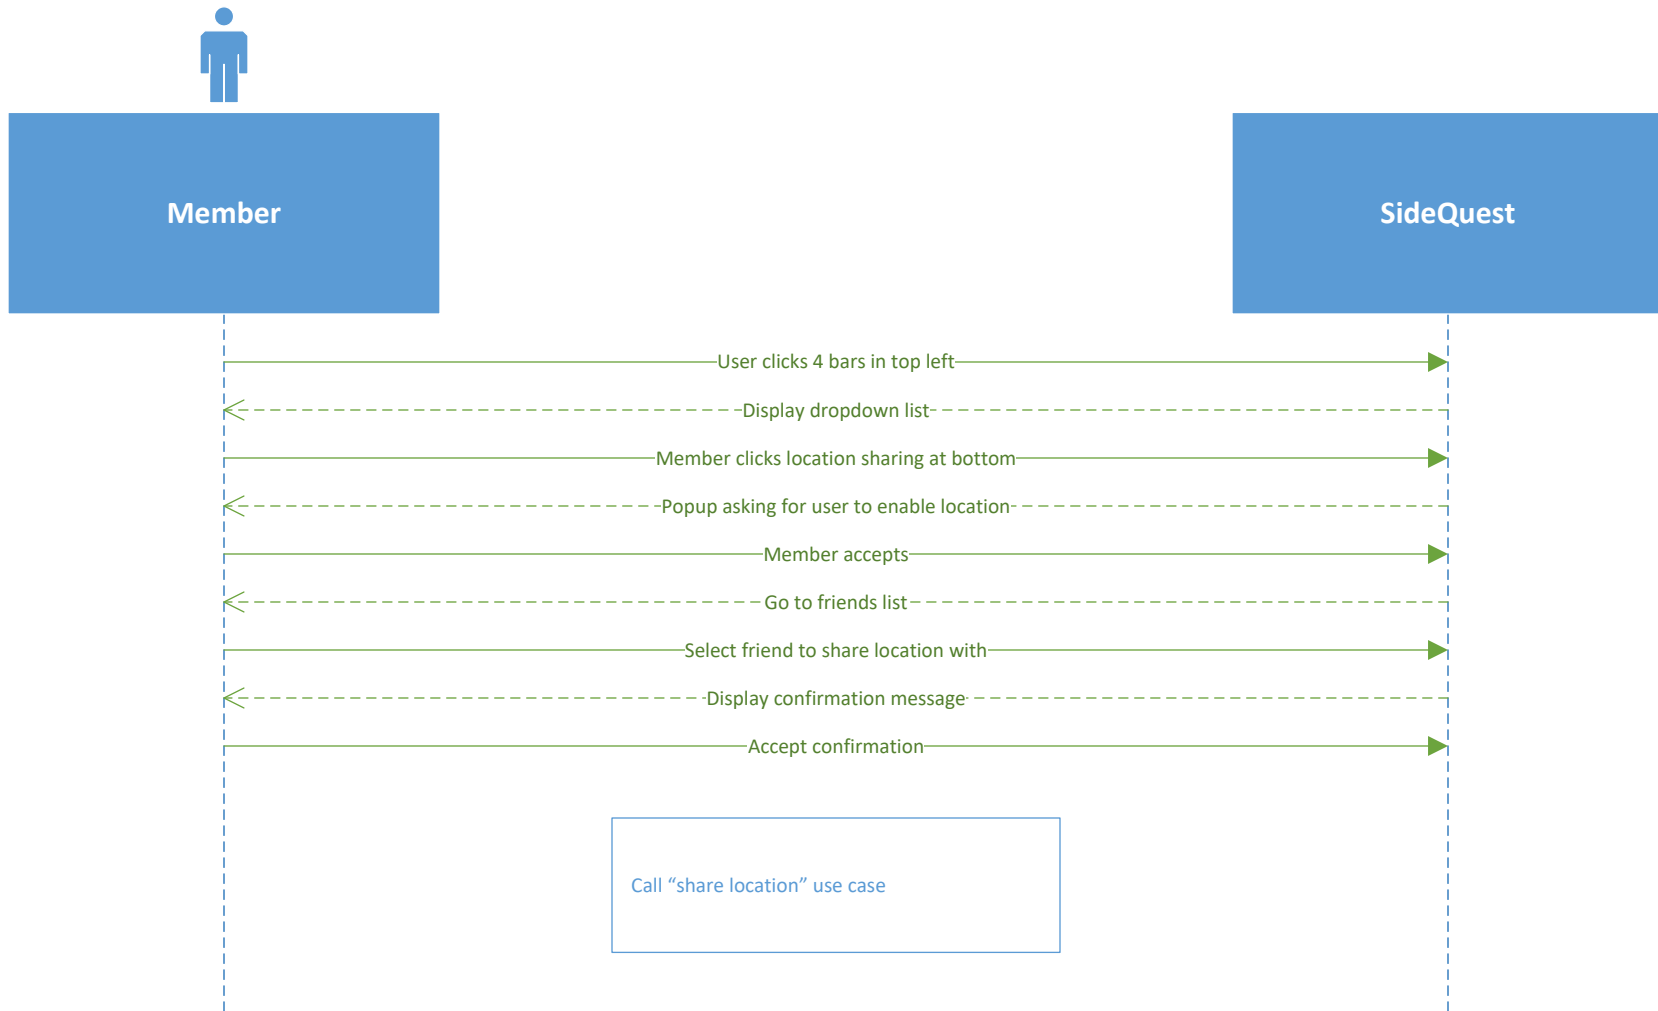 Member
SideQuest
User clicks 4 bars in top left
Display dropdown list
Member clicks location sharing at bottom
Popup asking for user to enable location
Member accepts
Go to friends list
Select friend to share location with
Display confirmation message
Accept confirmation
Call “share location” use case